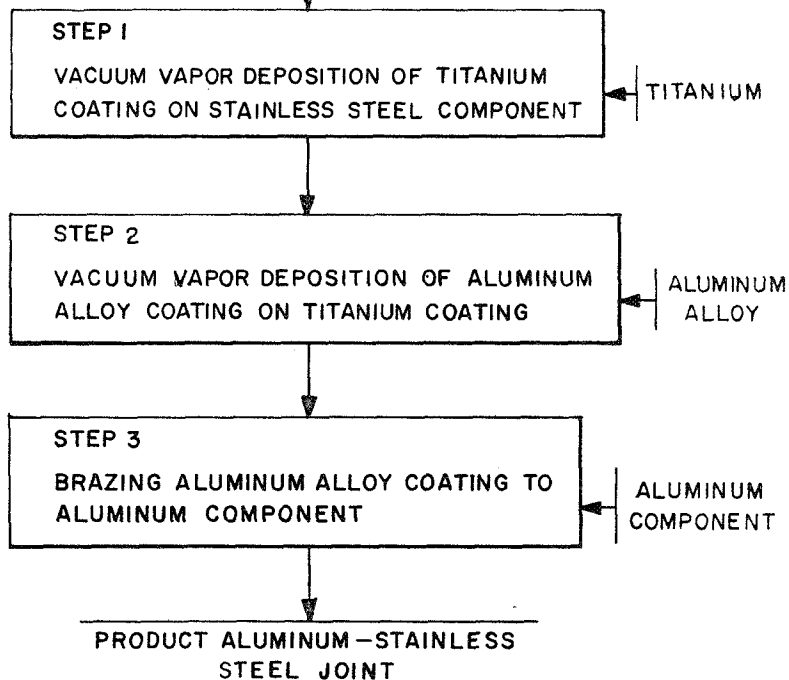 STEP 1
VACUUM VAPOR DEPOSITION OF TITANIUM
COATING ON STAINLESS STEEL COMPONENT
TITANIUM
STEP 2
VACUUM VAPOR DEPOSITION OF ALUMINUM
ALLOY COATING ON TITANIUM COATING
ALUMINUM
ALLOY
STEP 3
BRAZING ALUMINUM ALLOY COATING TO
ALUMINUM COMPONENT
ALUMINUM
COMPONENT
PRODUCT ALUMINUM—STAINLESS
STEEL JOINT